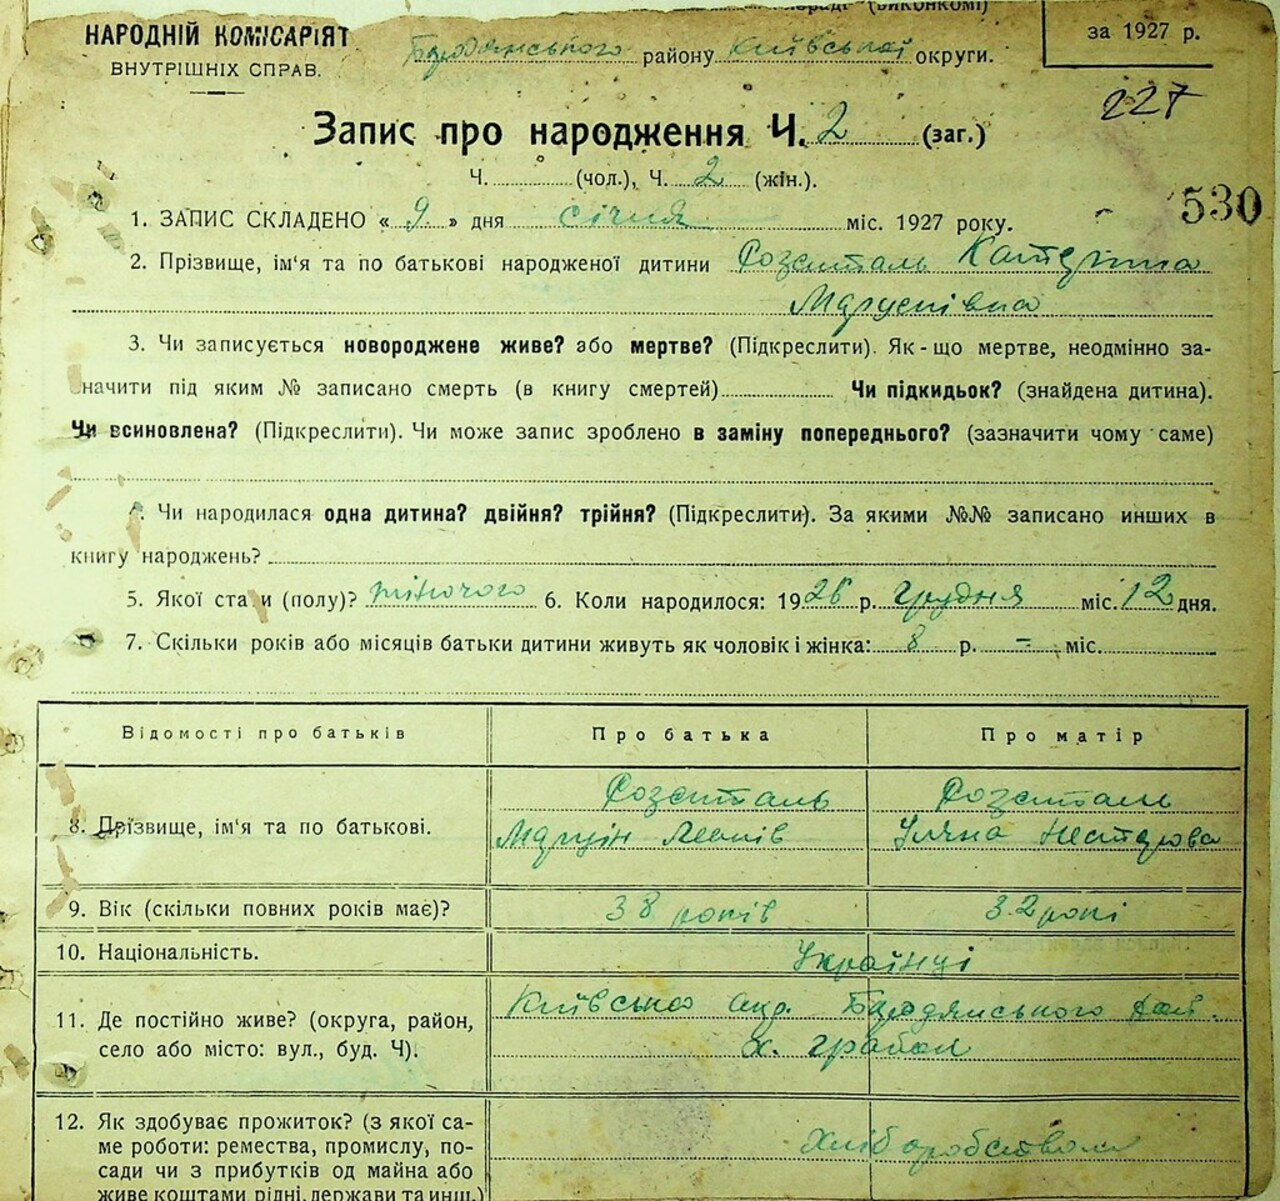 (виконкомі)
НАРОДНІЙ КОМІСАРІЯТ
ВНУТРІШНІХ СПРАВ.
Бородянського району Київської округи.
за 1927 р.
227
Запис про народження Ч. 2 (заг.)
Ч. (чол.), Ч. 2 (жін.).
530
1. ЗАПИС СКЛАДЕНО « 9 » дня січня міс. 1927 року.
2. Прізвище, ім'я та по батькові народженої дитини Розенталь Катерина
3. Чи записується новороджене живе? або мертве? (Підкреслити). Як-що мертве, неодмінно за-
значити під яким № записано смерть (в книгу смертей) Чи підкидьок? (знайдена дитина).
Чи всиновлена? (Підкреслити). Чи може запис зроблено в заміну попереднього? (зазначити чому саме)
4. Чи народилася одна дитина? двійня? трійня? (Підкреслити). За якими №№ записано инших в
книгу народжень?
5. Якої стати (полу)? жіночого 6. Коли народилось: 1926 р. грудня міс. 12 дня.
7. Скільки років або місяців батьки дитини живуть як чоловік і жінка: 8 р. – міс.
Відомості про батьків Про батька Про матір
Розенталь Розенталь
8. Прізвище, ім'я та по батькові.
Нестерова
9. Вік (скільки повних років має)? 38 років 32 роки
10. Національність. Українці
11. Де постійно живе? (округа, район,
село або місто: вул., буд. Ч).
Київська окр. Бородянського
х. Грабал
12. Як здобуває прожиток? (з якої са-
ме роботи: ремества, промислу, по-
сади чи з прибутків од майна або
живе коштами рідні, держави та инш.)
Хліборобством